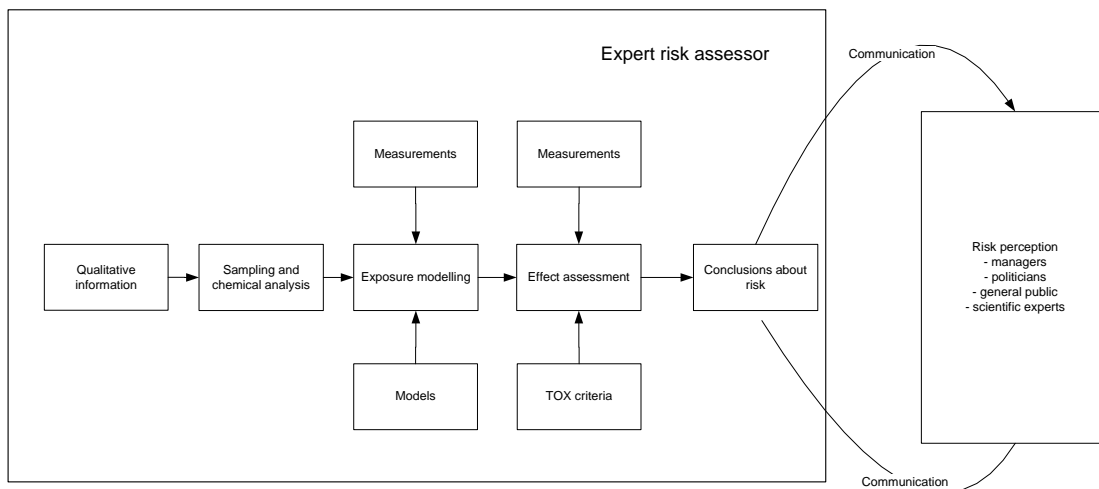 Expert risk assessor
Communication
Measurements
Measurements
Qualitative
information
Sampling and
chemical analysis
Exposure modelling
Effect assessment
Conclusions about
risk
Risk perception
- managers
- politicians
- general public
- scientific experts
Models
TOX criteria
Communication